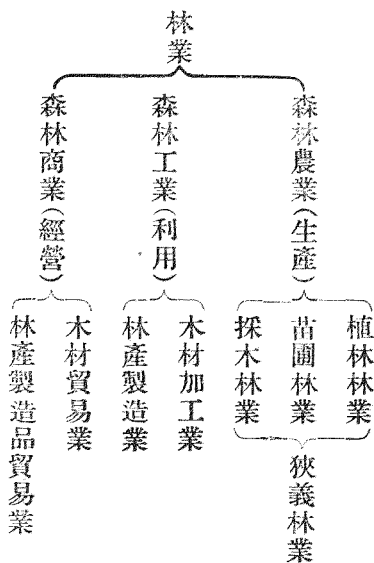 林業
森林農業（生產）
植林林業
苗圃林業
採木林業
狹義林業
森林工業（利用）
木材加工業
林產製造業
森林商業（經營）
木材貿易業
林產製造品貿易業